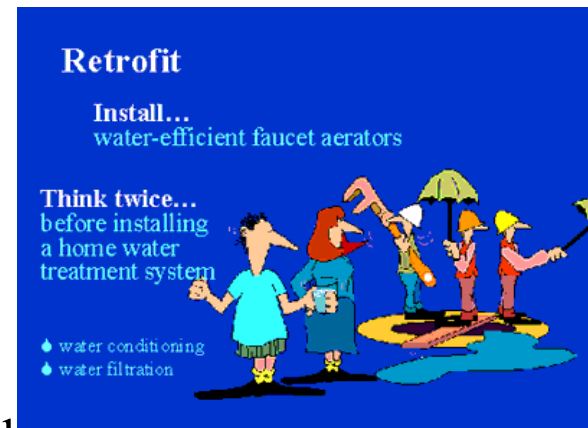 Retrofit
Install...
water-efficient faucet aerators
Think twice...
before installing
a home water
treatment system
water conditioning
water filtration
1